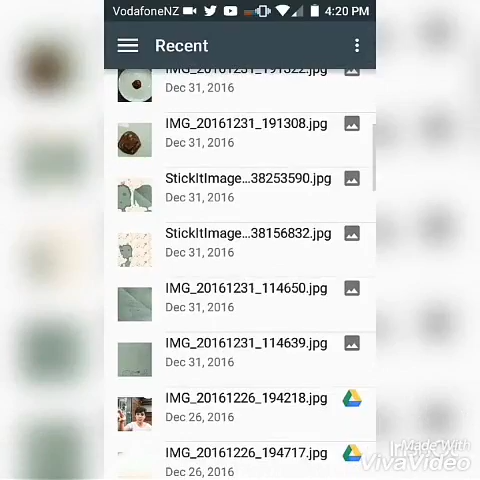 VodafoneNZ 4:20 PM
Recent
IMG_20161231_191322.jpg
Dec 31, 2016
IMG_20161231_191308.jpg
Dec 31, 2016
StickItImage...38253590.jpg
Dec 31, 2016
StickItImage...38156832.jpg
Dec 31, 2016
IMG_20161231_114650.jpg
Dec 31, 2016
IMG_20161231_114639.jpg
Dec 31, 2016
IMG_20161226_194218.jpg
Dec 26, 2016
IMG_20161226_194717.jpg
Dec 26, 2016
Made With
VivaVideo